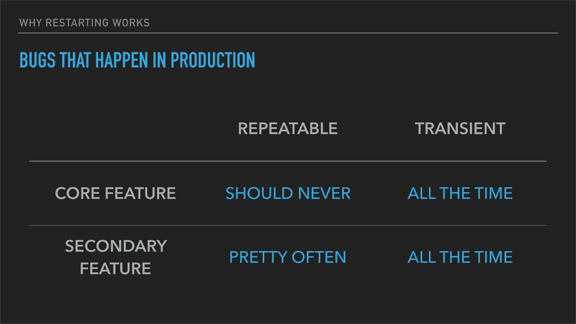 WHY RESTARTING WORKS
BUGS THAT HAPPEN IN PRODUCTION
REPEATABLE TRANSIENT
CORE FEATURE SHOULD NEVER ALL THE TIME
SECONDARY
FEATURE PRETTY OFTEN ALL THE TIME